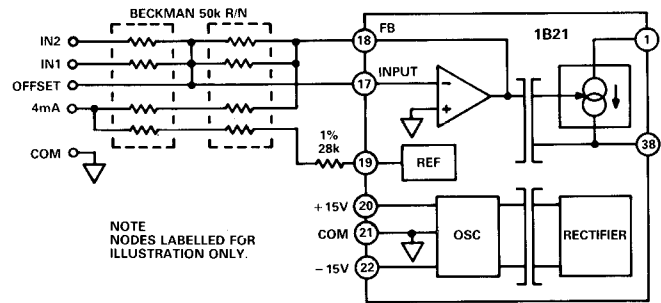 BECKMAN 50k R/N
IN2
IN1
OFFSET
4mA
COM
1%
28k
NOTE
NODES LABELLED FOR
ILLUSTRATION ONLY.
18
FB
17
INPUT
19
REF
+15V
20
COM
21
−15V
22
OSC
RECTIFIER
1B21
1
38
−
+